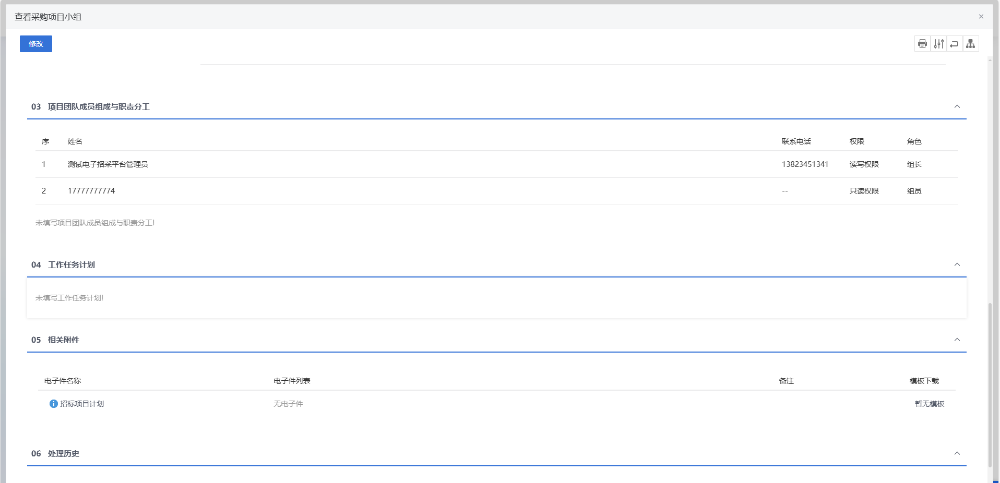 查看采购项目小组
×
修改
03 项目团队成员组成与职责分工
序 姓名 联系电话 权限 角色
1 测试电子招采平台管理员 13823451341 读写权限 组长
2 17777777774 -- 只读权限 组员
未填写项目团队成员组成与职责分工!
04 工作任务计划
未填写工作任务计划!
05 相关附件
电子件名称 电子件列表 备注 模板下载
招标项目计划 无电子件 暂无模板
06 处理历史